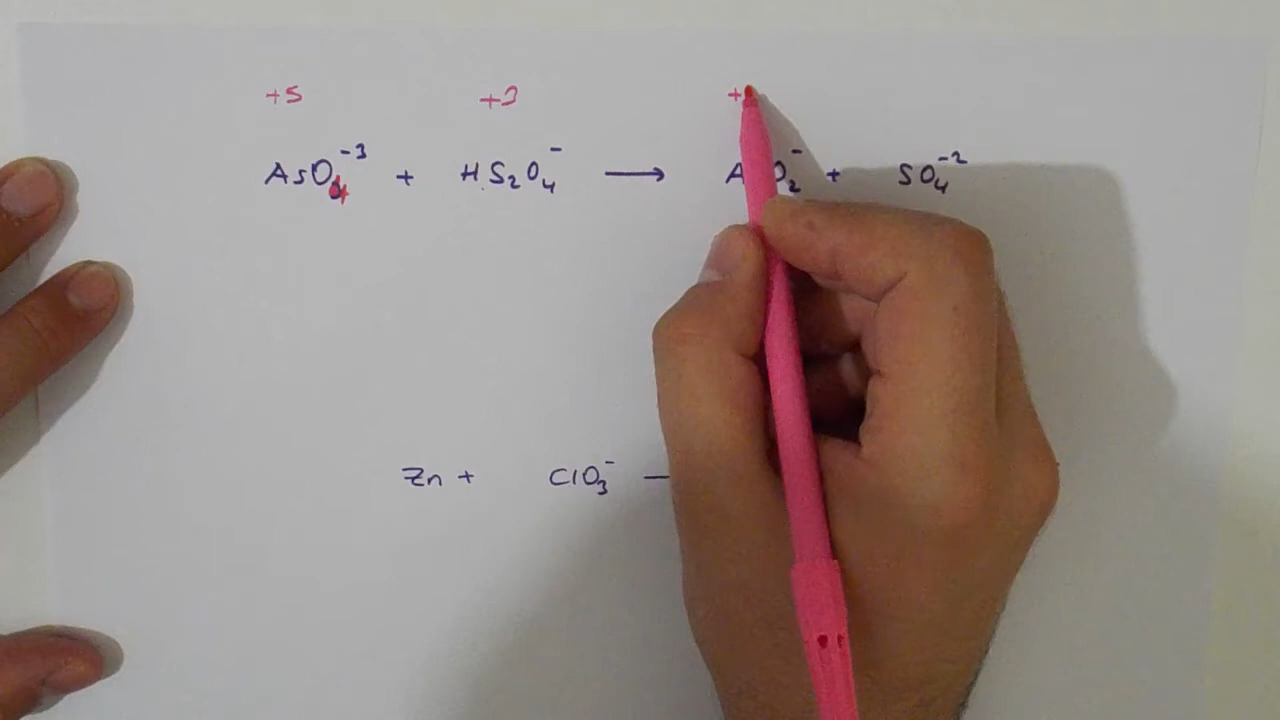 +5 +3 +
AsO₄⁻³ + HS₂O₄⁻ ⟶ A O₂⁻ + SO₄⁻²
Zn + ClO₃⁻ —